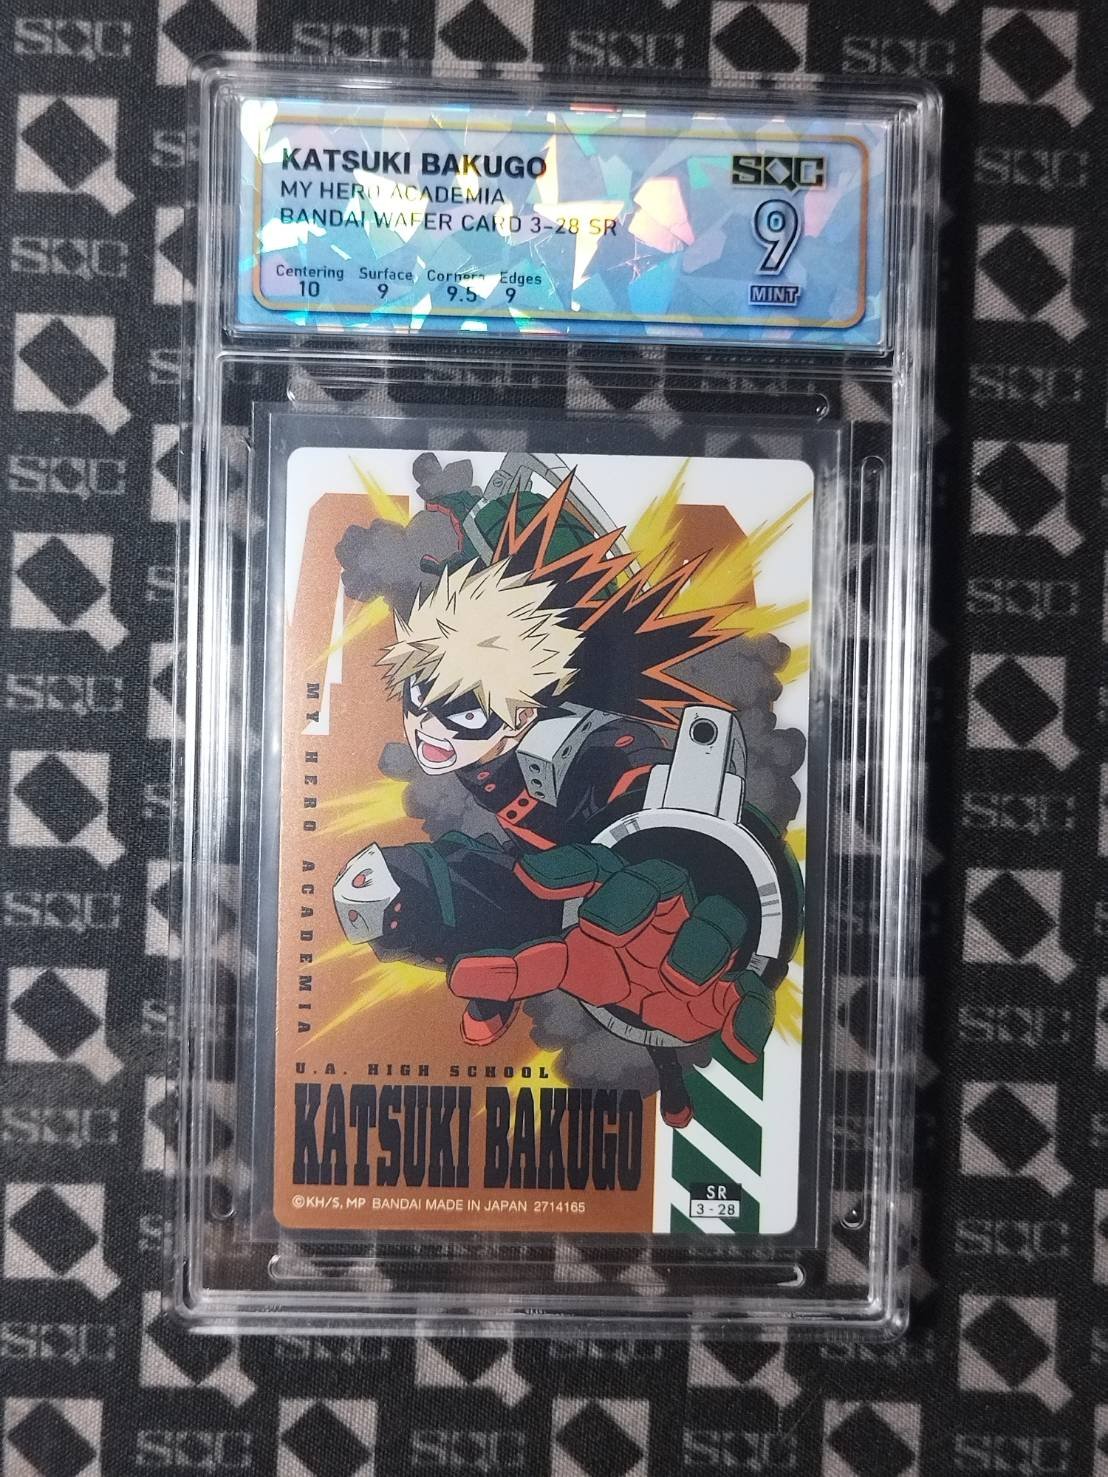 KATSUKI BAKUGO
MY HERO ACADEMIA
BANDAI WAFER CARD 3-28 SR
Centering Surface Corners Edges
10 9 9.5 9
SQC
9
MINT
MY HERO ACADEMIA
U.A. HIGH SCHOOL
KATSUKI BAKUGO
©KH/S, MP BANDAI MADE IN JAPAN 2714165
SR
3-28